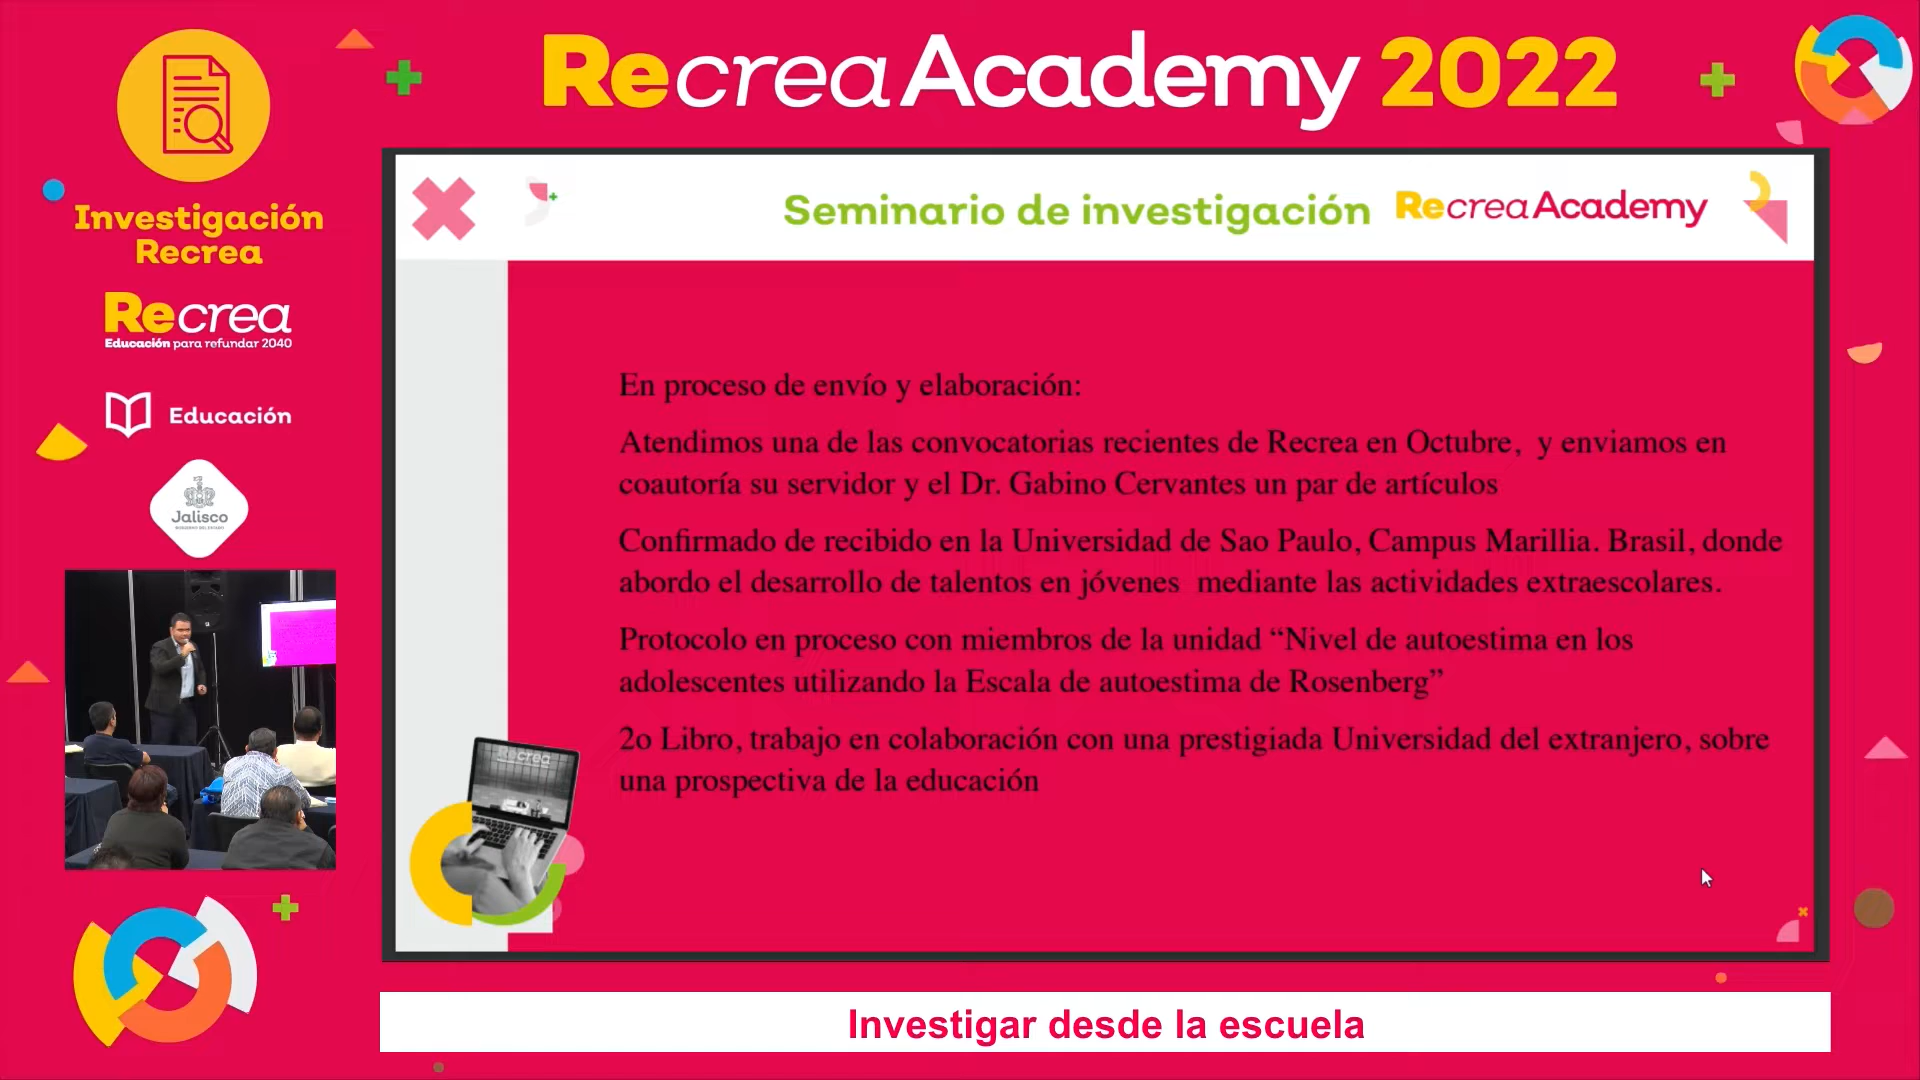 RecreaAcademy 2022
Investigación
Recrea
Recrea
Educación para refundar 2040
Educación
Jalisco
Seminario de investigación RecreaAcademy
En proceso de envío y elaboración:
Atendimos una de las convocatorias recientes de Recrea en Octubre, y enviamos en
coautoría su servidor y el Dr. Gabino Cervantes un par de artículos
Confirmado de recibido en la Universidad de Sao Paulo, Campus Marillia. Brasil, donde
abordo el desarrollo de talentos en jóvenes mediante las actividades extraescolares.
Protocolo en proceso con miembros de la unidad “Nivel de autoestima en los
adolescentes utilizando la Escala de autoestima de Rosenberg”
2o Libro, trabajo en colaboración con una prestigiada Universidad del extranjero, sobre
una prospectiva de la educación
Recrea
Investigar desde la escuela